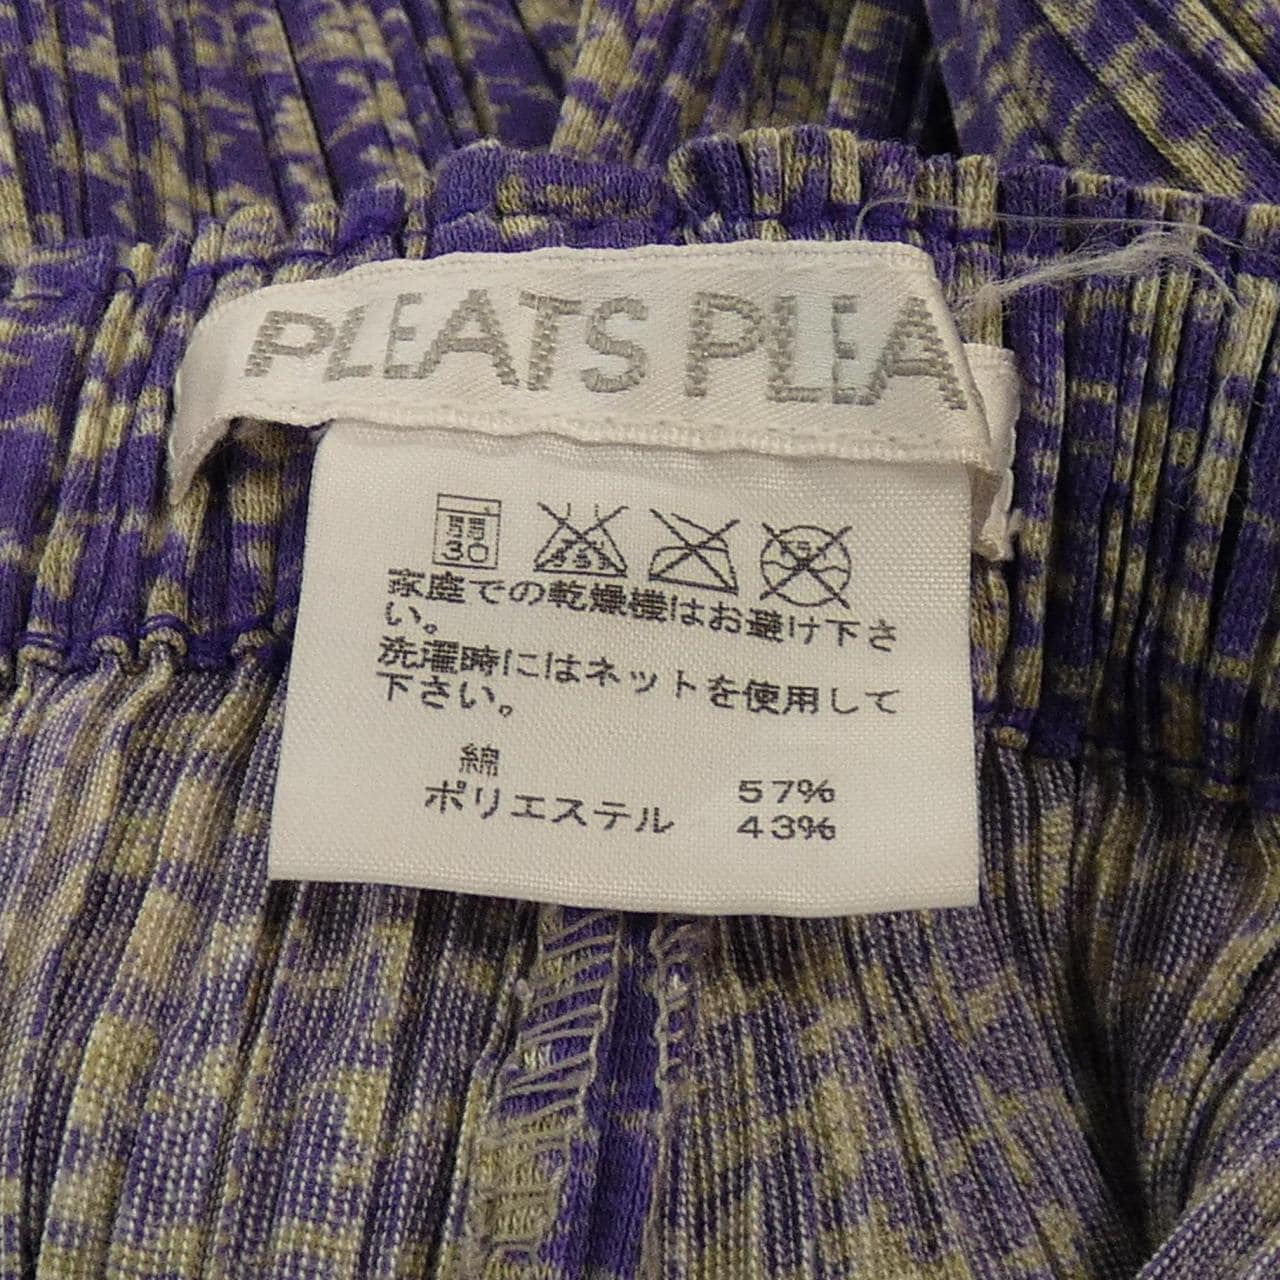 PLEATS PLEA
30
家庭での乾燥機はお避け下さ
い。
洗濯時にはネットを使用して
下さい。
綿 57%
ポリエステル 43%